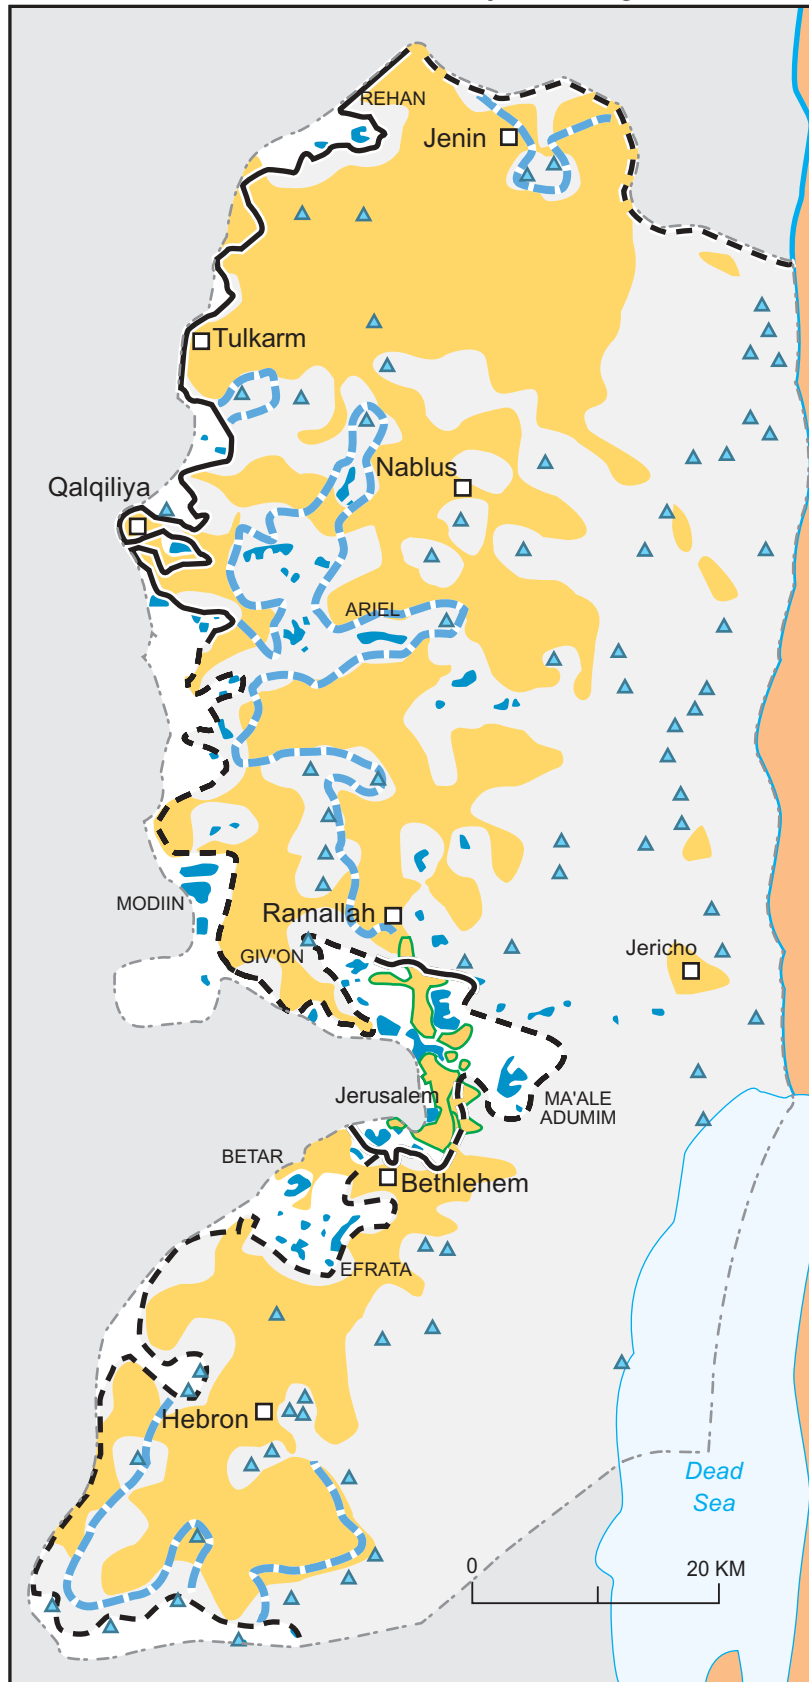 REHAN
Jenin
Tulkarm
Nablus
Qalqiliya
ARIEL
MODIIN
Ramallah
GIV'ON
Jericho
Jerusalem
MA'ALE
ADUMIM
BETAR
Bethlehem
EFRATA
Hebron
Dead
Sea
0
20 KM